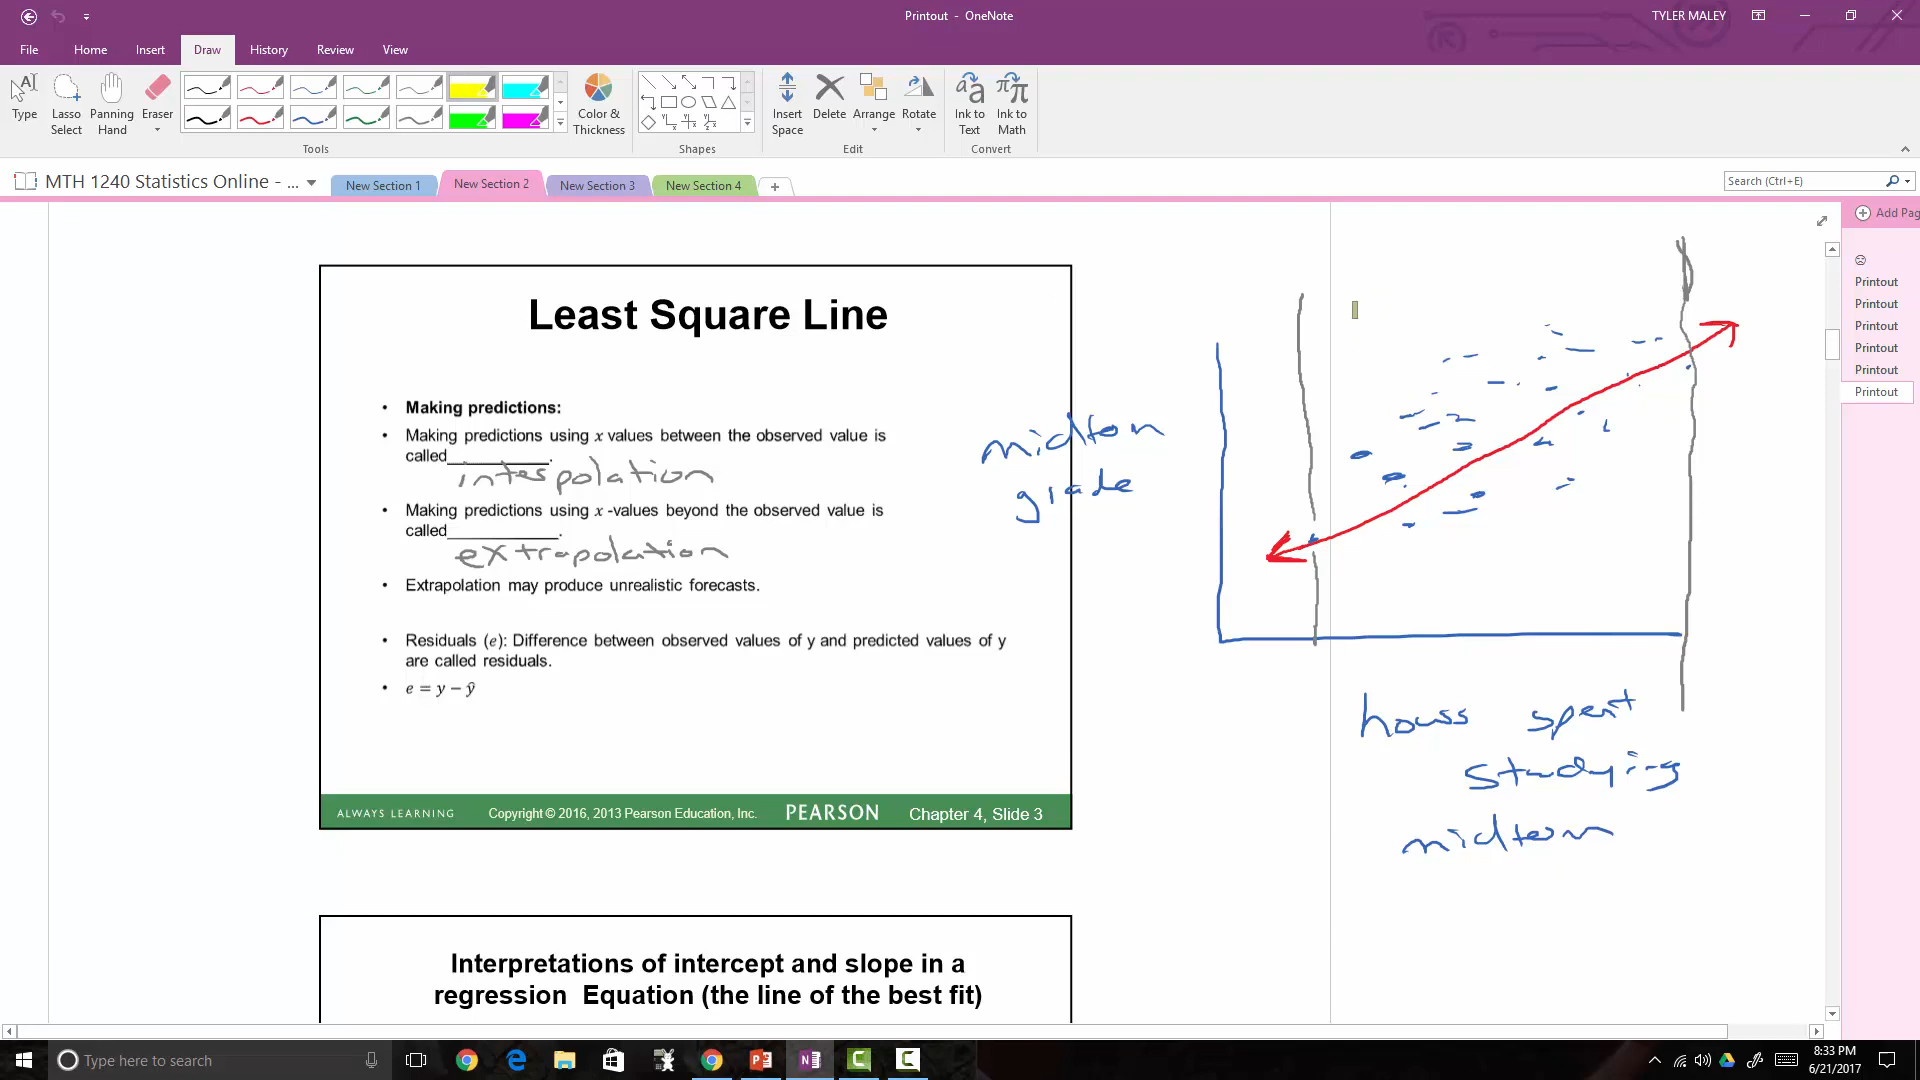 Printout - OneNote
TYLER MALEY
File Home Insert Draw History Review View
Type
Lasso Select
Panning Hand
Eraser
Color & Thickness
Insert Space
Delete
Arrange
Rotate
Ink to Text
Ink to Math
Tools
Shapes
Edit
Convert
MTH 1240 Statistics Online - ...
New Section 1
New Section 2
New Section 3
New Section 4
Search (Ctrl+E)
Add Pag
Printout
Printout
Printout
Printout
Printout
Printout
Least Square Line
• Making predictions:
• Making predictions using x values between the observed value is
called____________.
interpolation
• Making predictions using x -values beyond the observed value is
called_____________.
extrapolation
• Extrapolation may produce unrealistic forecasts.
• Residuals (e): Difference between observed values of y and predicted values of y
are called residuals.
• e = y − ŷ
ALWAYS LEARNING
Copyright © 2016, 2013 Pearson Education, Inc.
PEARSON
Chapter 4, Slide 3
midterm
grade
hours spent
studying
midterm
Interpretations of intercept and slope in a
regression Equation (the line of the best fit)
Type here to search
8:33 PM
6/21/2017